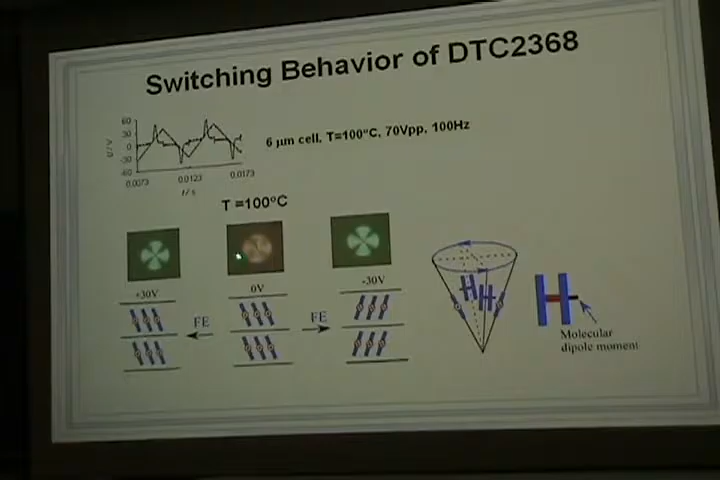 Switching Behavior of DTC2368
60
30
0
-30
-60
U / V
0.0073 0.0123 0.0173
t / s
6 µm cell, T=100°C, 70Vpp, 100Hz
T =100°C
+30V 0V -30V
FE FE
Molecular
dipole moment